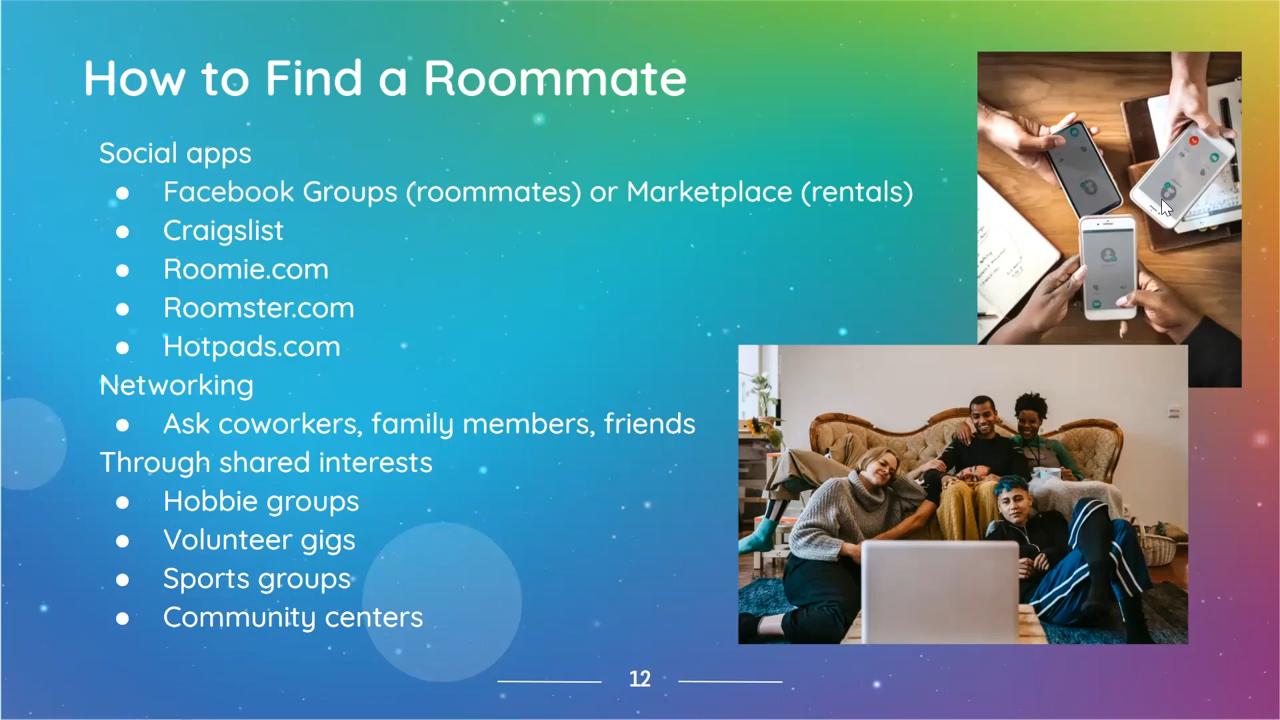 How to Find a Roommate
Social apps
● Facebook Groups (roommates) or Marketplace (rentals)
● Craigslist
● Roomie.com
● Roomster.com
● Hotpads.com
Networking
● Ask coworkers, family members, friends
Through shared interests
● Hobbie groups
● Volunteer gigs
● Sports groups
● Community centers
12